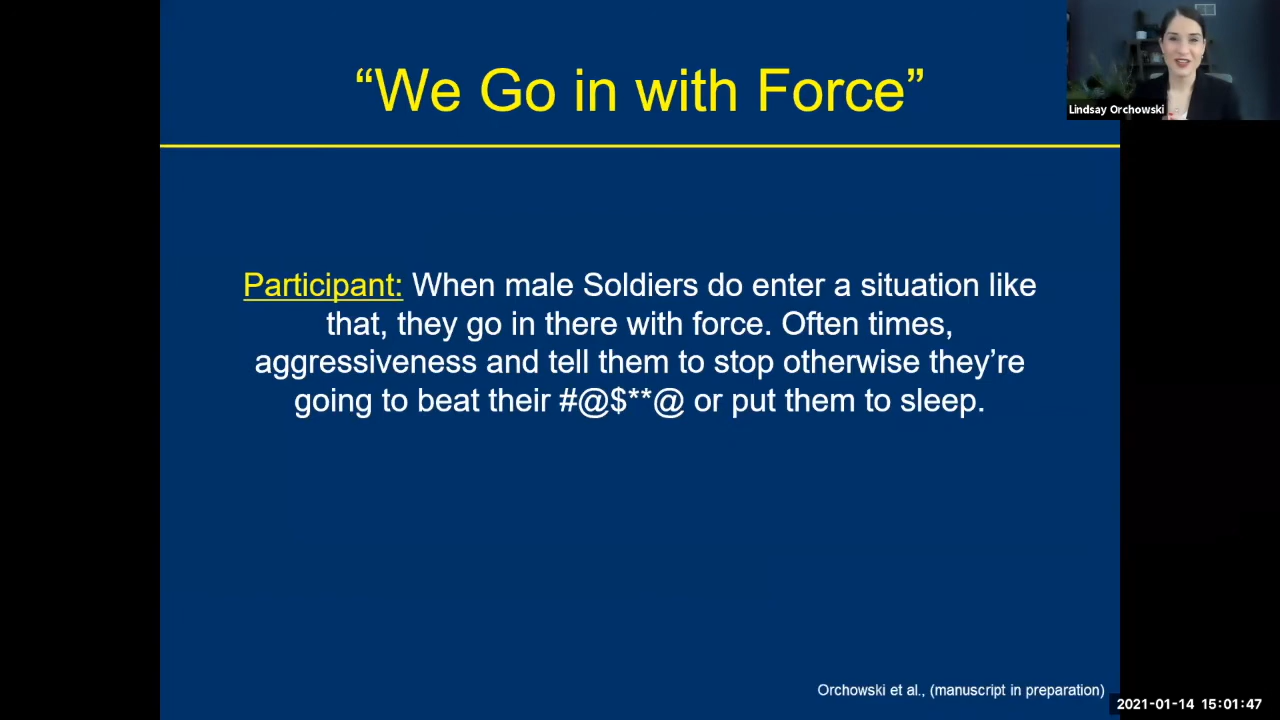 “We Go in with Force”
Lindsay Orchowski
Participant: When male Soldiers do enter a situation like
that, they go in there with force. Often times,
aggressiveness and tell them to stop otherwise they’re
going to beat their #@$**@ or put them to sleep.
Orchowski et al., (manuscript in preparation)
2021-01-14 15:01:47